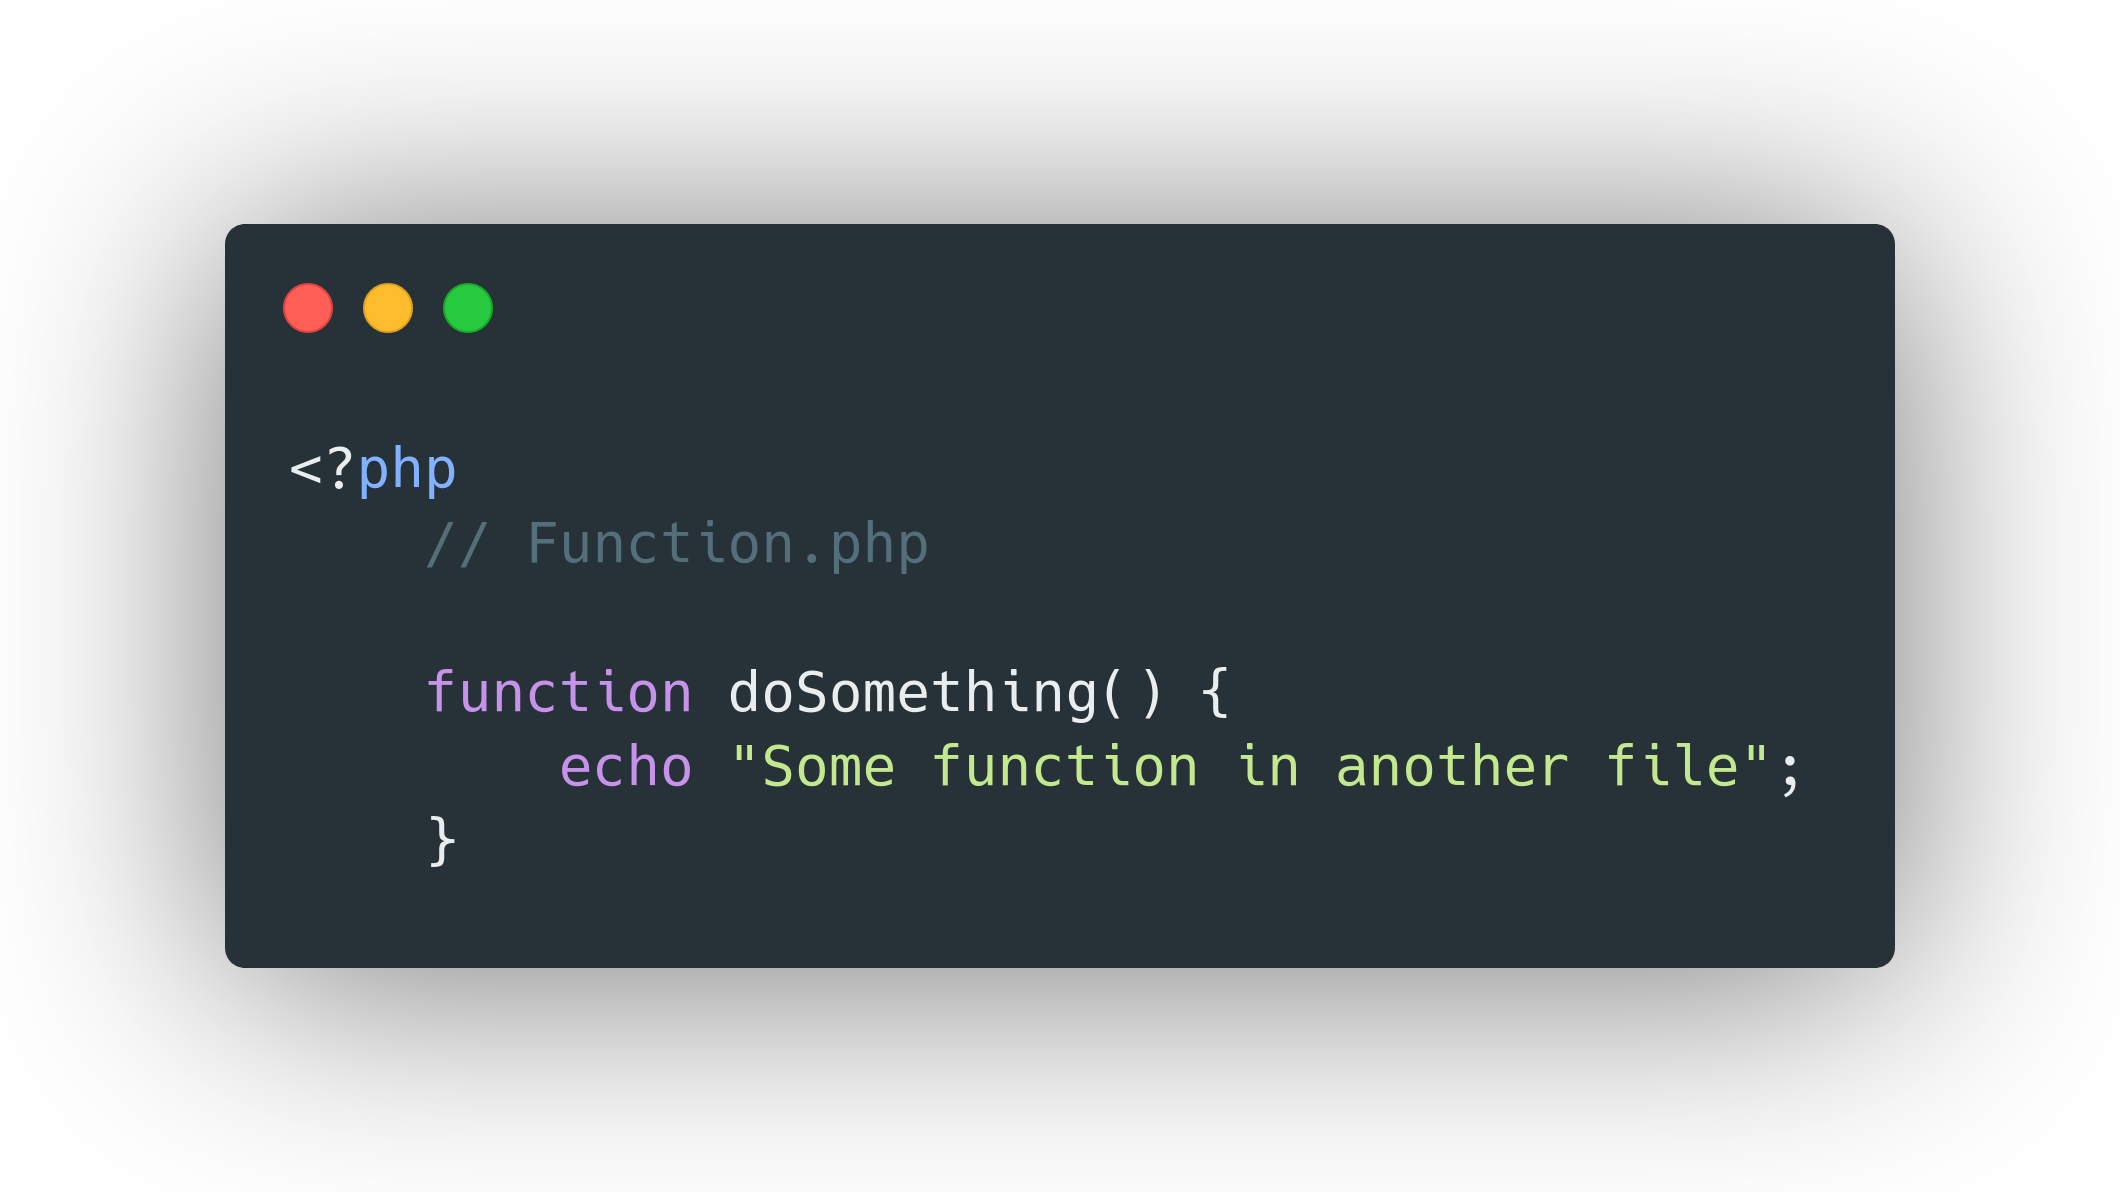 <?php
    // Function.php

    function doSomething() {
        echo "Some function in another file";
    }